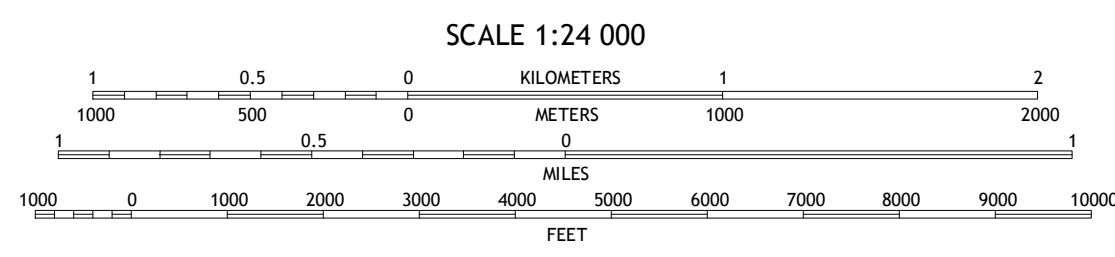 SCALE 1:24 000
1 0.5 0 KILOMETERS 1 2
1000 500 0 METERS 1000 2000
1 0.5 0 1
MILES
1000 0 1000 2000 3000 4000 5000 6000 7000 8000 9000 10000
FEET